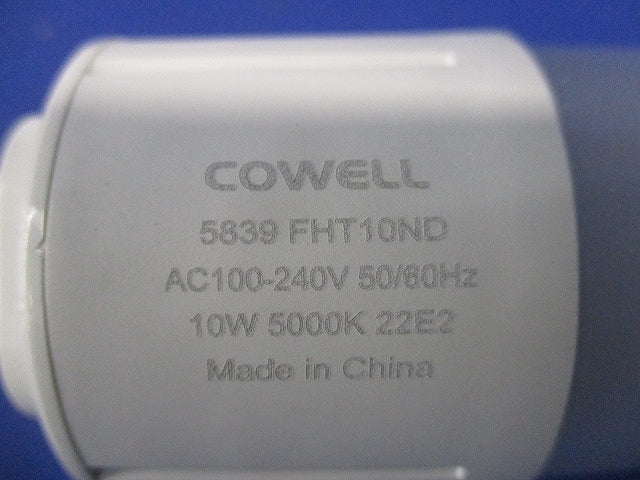 COWELL
5839 FHT10ND
AC100-240V 50/60Hz
10W 5000K 22E2
Made in China